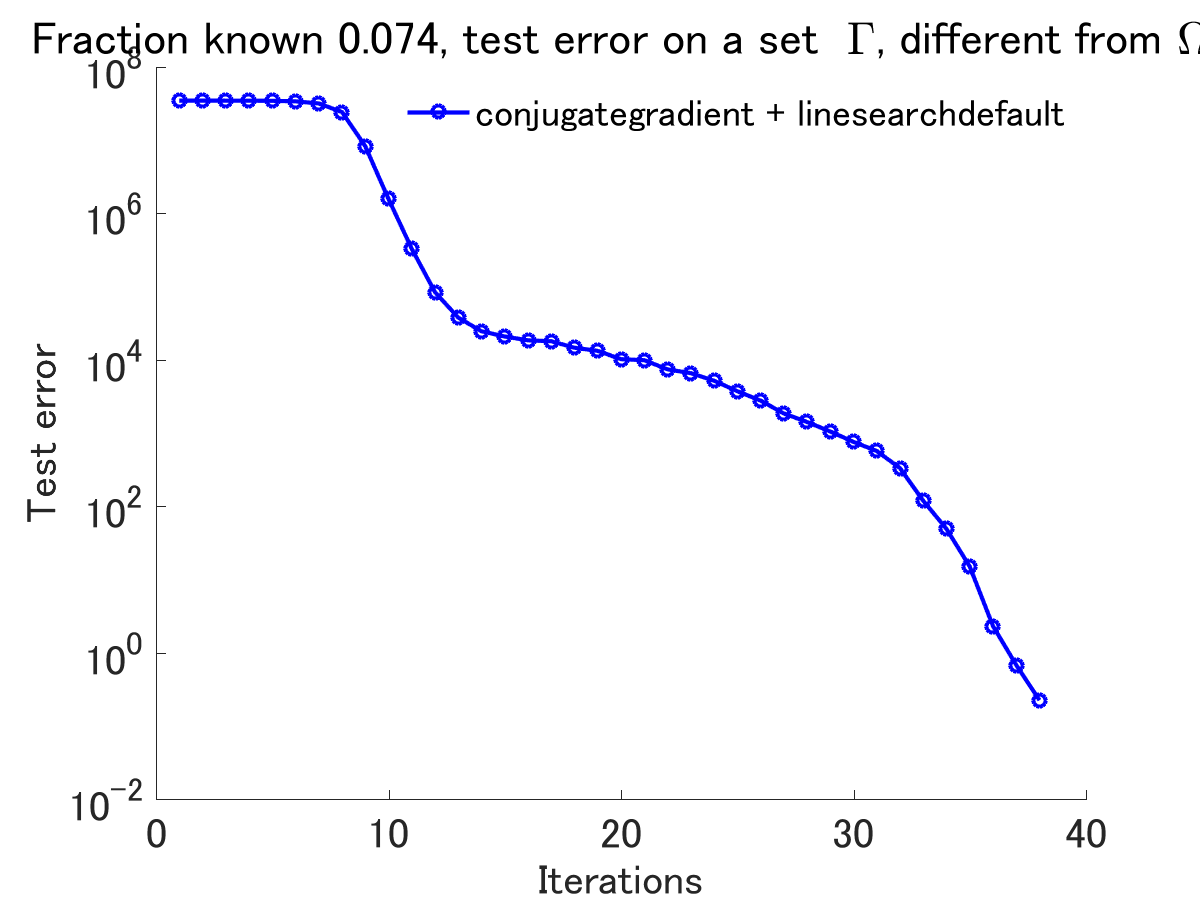 Fraction known 0.074, test error on a set Γ, different from Ω
10^8
conjugategradient + linesearchdefault
10^6
10^4
10^2
10^0
10^-2
Test error
0 10 20 30 40
Iterations